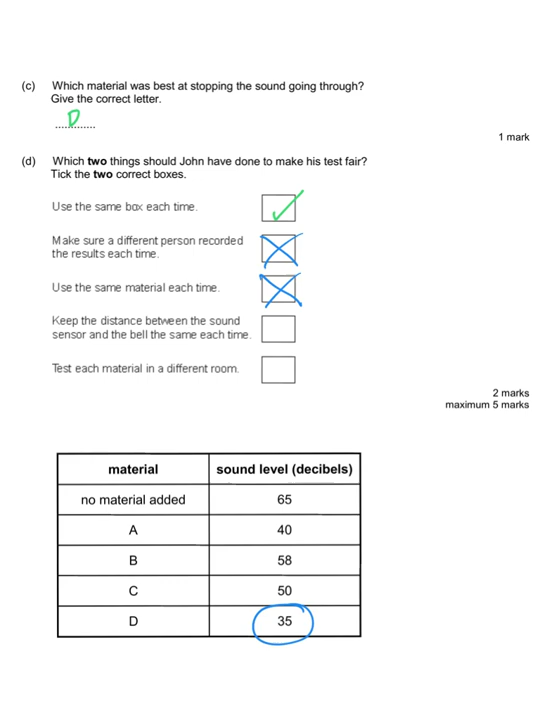 (c) Which material was best at stopping the sound going through?
Give the correct letter.
D
1 mark
(d) Which two things should John have done to make his test fair?
Tick the two correct boxes.
Use the same box each time.
Make sure a different person recorded
the results each time.
Use the same material each time.
Keep the distance between the sound
sensor and the bell the same each time.
Test each material in a different room.
2 marks
maximum 5 marks
material sound level (decibels)
no material added 65
A 40
B 58
C 50
D 35